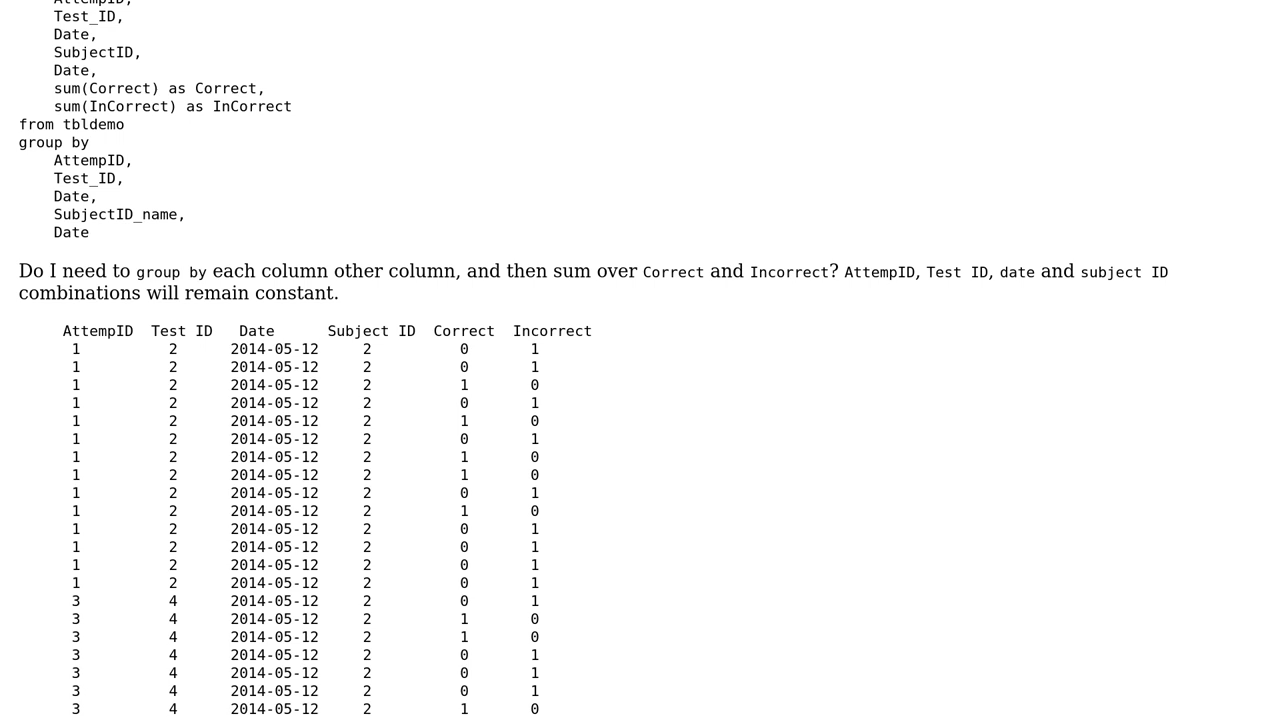 AttempID,
Test_ID,
Date,
SubjectID,
Date,
sum(Correct) as Correct,
sum(InCorrect) as InCorrect
from tbldemo
group by
AttempID,
Test_ID,
Date,
SubjectID_name,
Date
Do I need to group by each column other column, and then sum over Correct and Incorrect? AttempID, Test ID, date and subject ID
combinations will remain constant.
AttempID Test ID Date Subject ID Correct Incorrect
1 2 2014-05-12 2 0 1
1 2 2014-05-12 2 0 1
1 2 2014-05-12 2 1 0
1 2 2014-05-12 2 0 1
1 2 2014-05-12 2 1 0
1 2 2014-05-12 2 0 1
1 2 2014-05-12 2 1 0
1 2 2014-05-12 2 1 0
1 2 2014-05-12 2 0 1
1 2 2014-05-12 2 1 0
1 2 2014-05-12 2 0 1
1 2 2014-05-12 2 0 1
1 2 2014-05-12 2 0 1
1 2 2014-05-12 2 0 1
3 4 2014-05-12 2 0 1
3 4 2014-05-12 2 1 0
3 4 2014-05-12 2 1 0
3 4 2014-05-12 2 0 1
3 4 2014-05-12 2 0 1
3 4 2014-05-12 2 0 1
3 4 2014-05-12 2 1 0